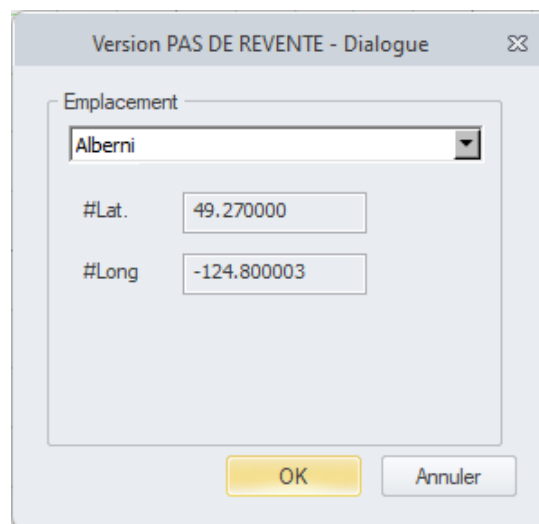 Version PAS DE REVENTE - Dialogue
Emplacement
Alberni
#Lat. 49.270000
#Long -124.800003
OK Annuler